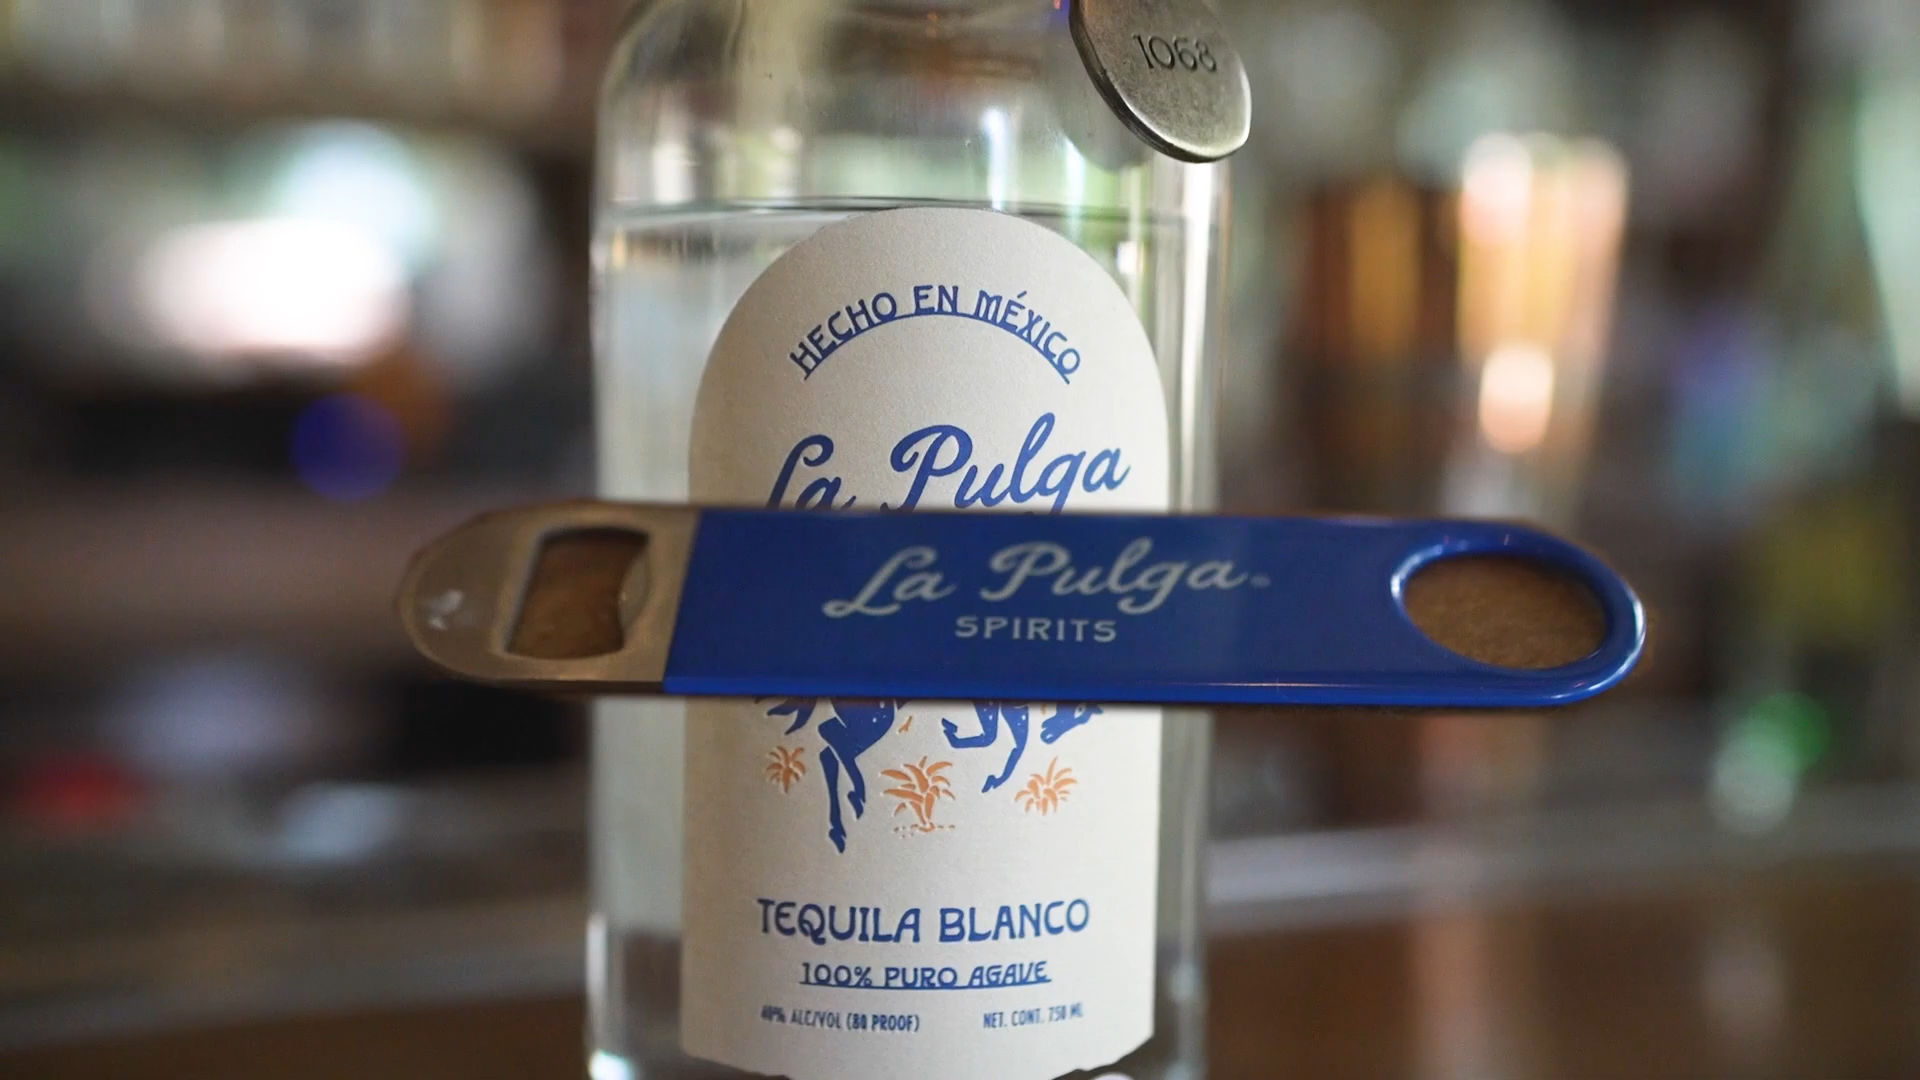 1068
HECHO EN MÉXICO
La Pulga
La Pulga
SPIRITS
TEQUILA BLANCO
100% PURO AGAVE
40% ALC/VOL (80 PROOF)
NET. CONT. 750 ML